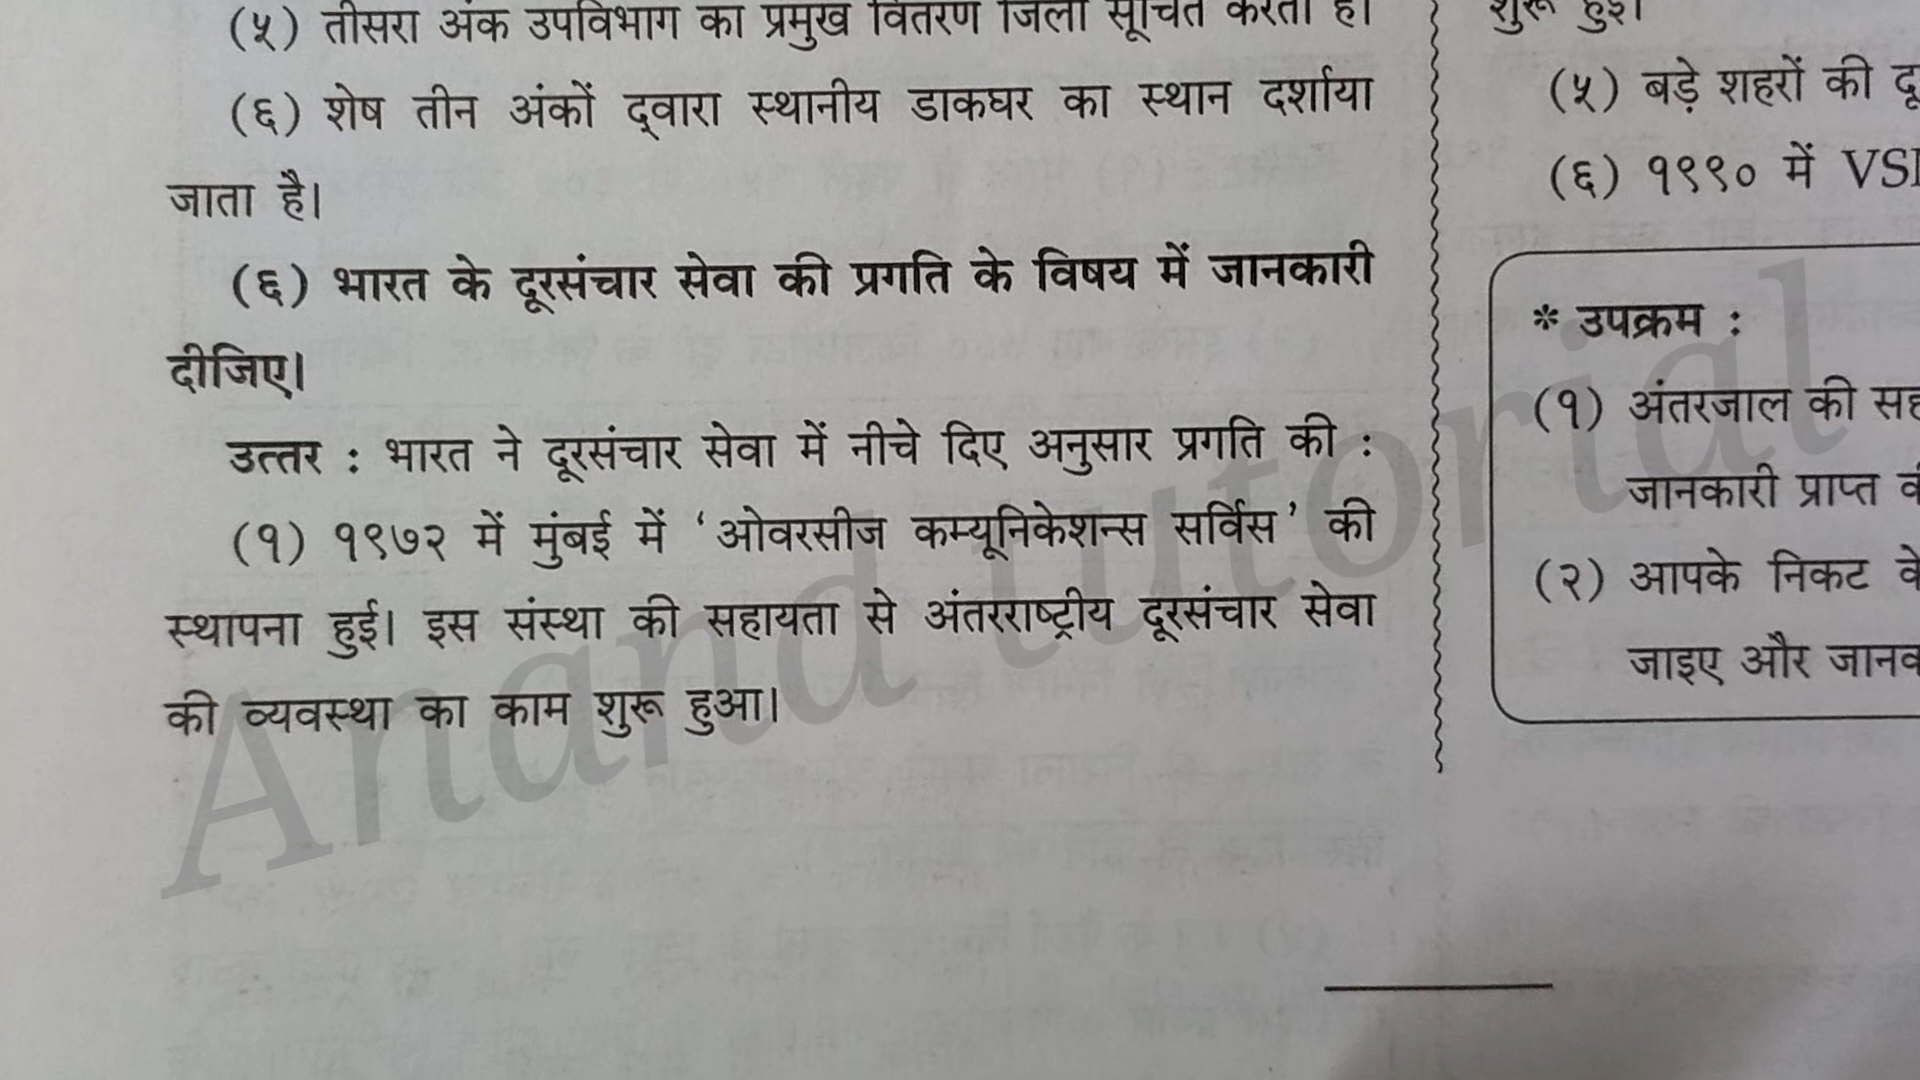 (५) तीसरा अंक उपविभाग का प्रमुख वितरण जिला सूचित करता है।
(६) शेष तीन अंकों द्‌वारा स्थानीय डाकघर का स्थान दर्शाया
जाता है।
(६) भारत के दूरसंचार सेवा की प्रगति के विषय में जानकारी
दीजिए।
उत्तर : भारत ने दूरसंचार सेवा में नीचे दिए अनुसार प्रगति की :
(१) १९७२ में मुंबई में ‘ओवरसीज कम्यूनिकेशन्स सर्विस’ की
स्थापना हुई। इस संस्था की सहायता से अंतरराष्ट्रीय दूरसंचार सेवा
की व्यवस्था का काम शुरू हुआ।
शुरू हुई।
(५) बड़े शहरों की
(६) १९९० में
* उपक्रम :
(१) अंतरजाल की
जानकारी प्राप्त
(२) आपके निकट
जाइए और
Anand tutorial